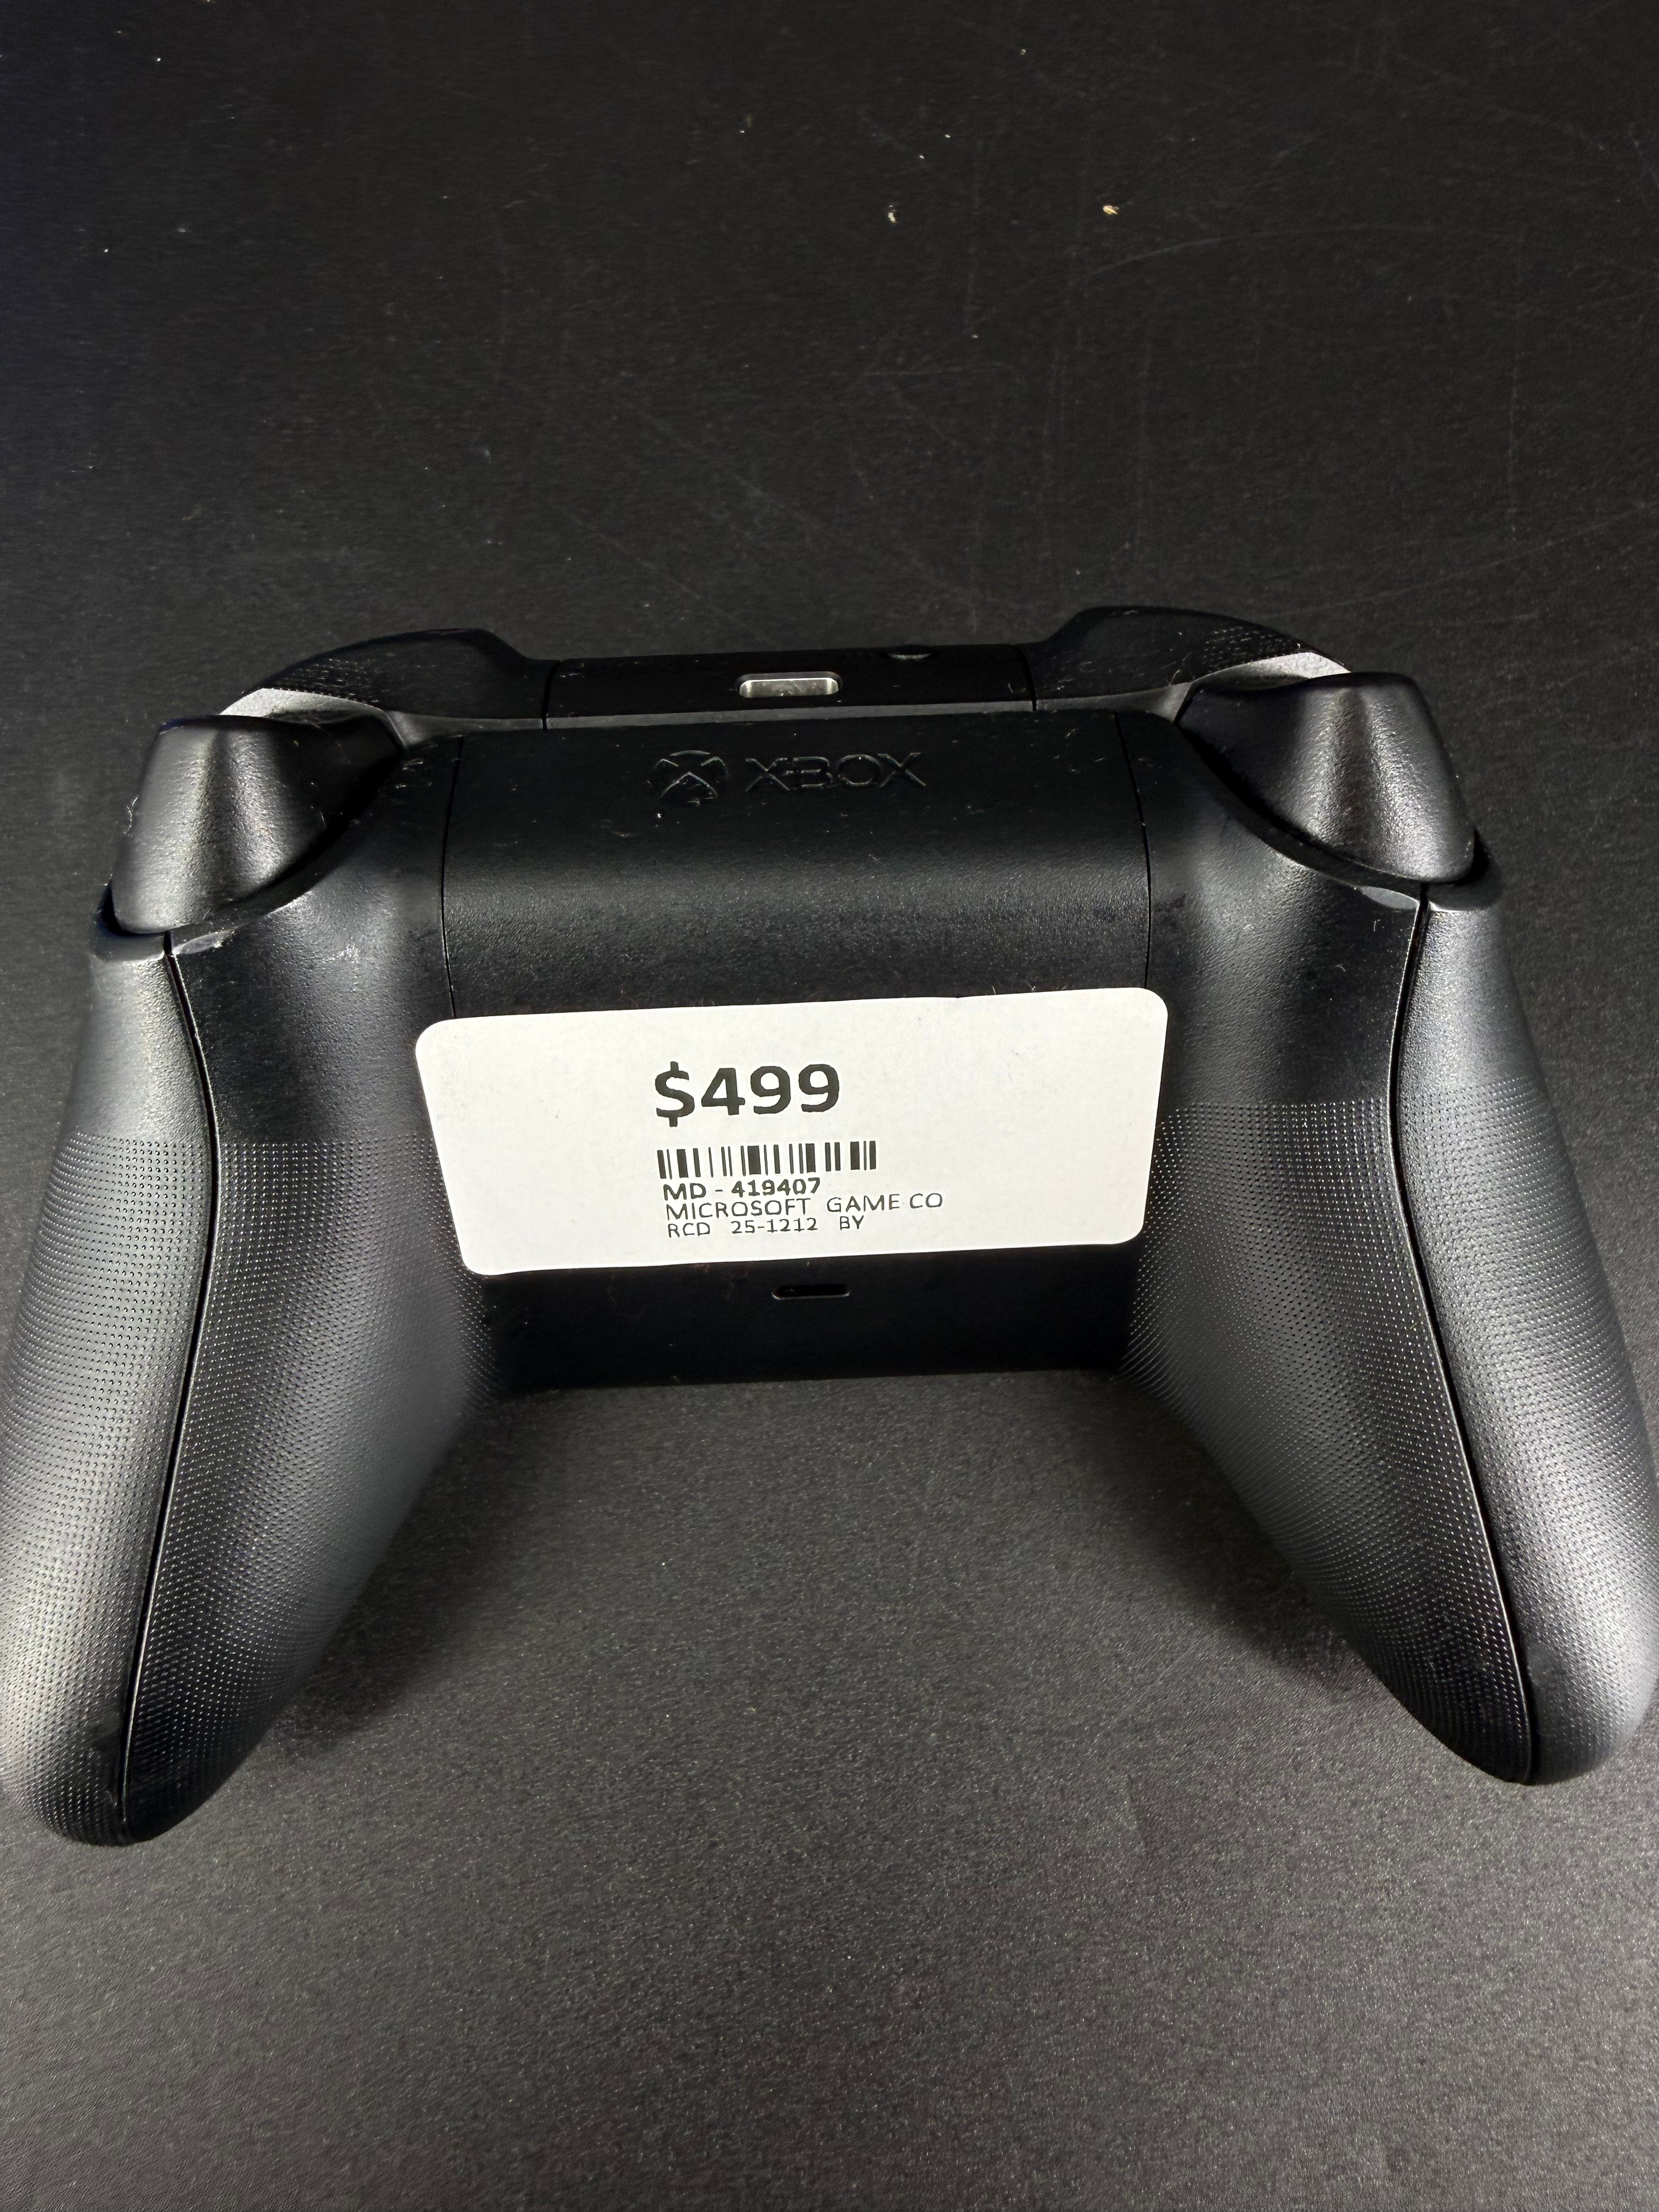 XBOX
$499
MD - 419407
MICROSOFT GAME CO
RCD 25-1212 BY